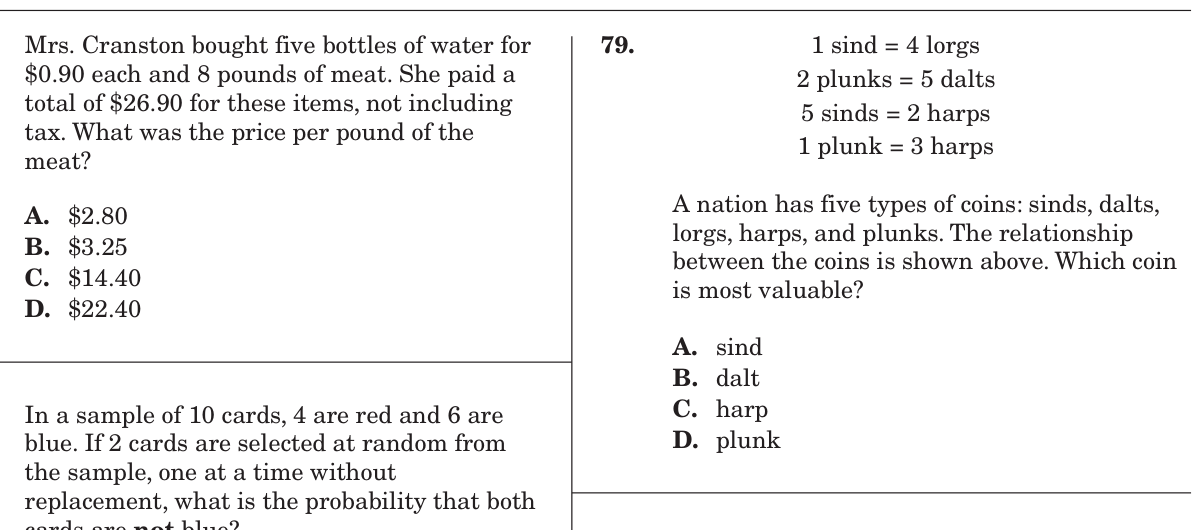 Mrs. Cranston bought five bottles of water for
$0.90 each and 8 pounds of meat. She paid a
total of $26.90 for these items, not including
tax. What was the price per pound of the
meat?
A. $2.80
B. $3.25
C. $14.40
D. $22.40
In a sample of 10 cards, 4 are red and 6 are
blue. If 2 cards are selected at random from
the sample, one at a time without
replacement, what is the probability that both
cards are not blue?
79.
1 sind = 4 lorgs
2 plunks = 5 dalts
5 sinds = 2 harps
1 plunk = 3 harps
A nation has five types of coins: sinds, dalts,
lorgs, harps, and plunks. The relationship
between the coins is shown above. Which coin
is most valuable?
A. sind
B. dalt
C. harp
D. plunk